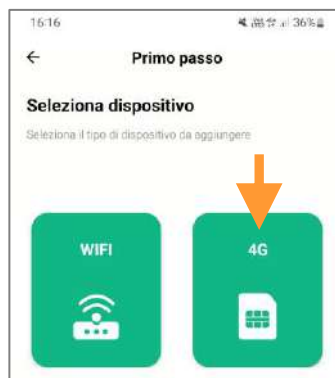 16:16 36%
Primo passo
Seleziona dispositivo
Seleziona il tipo di dispositivo da aggiungere
WIFI 4G